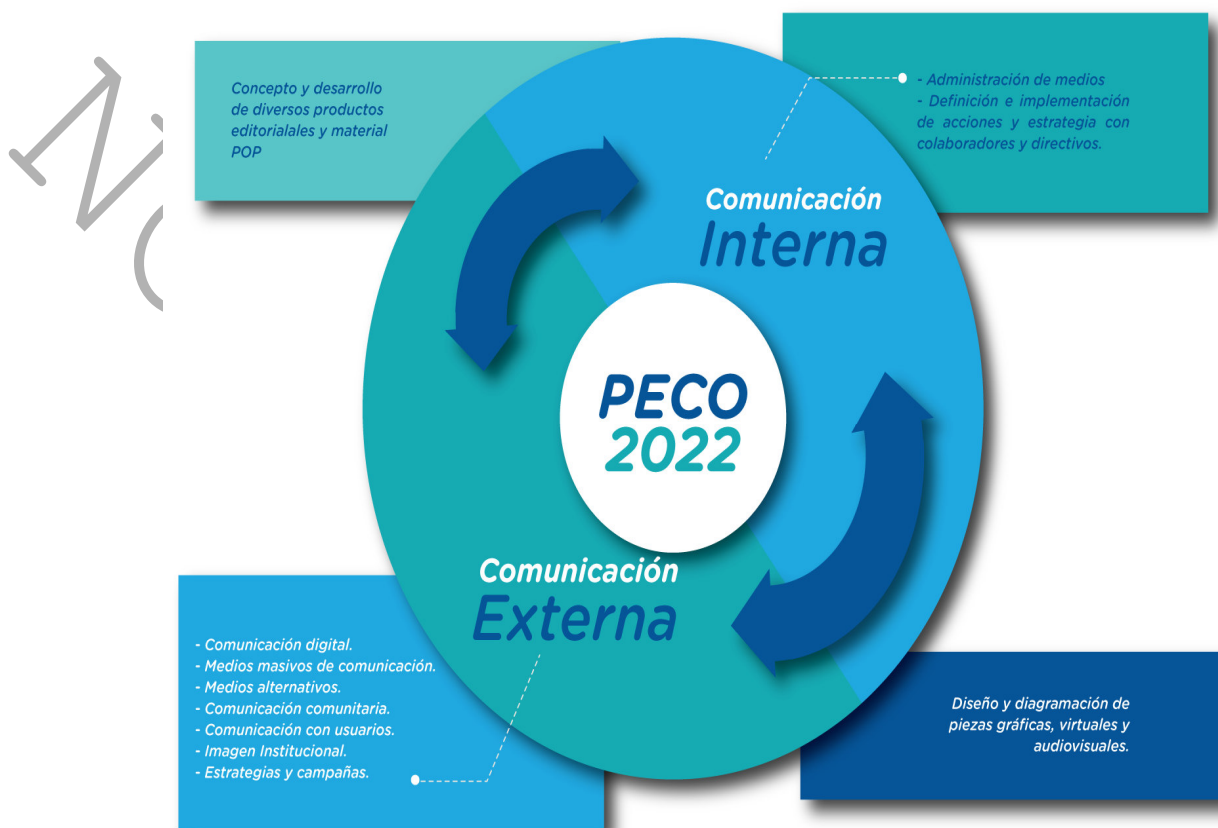 Concepto y desarrollo
de diversos productos
editorialales y material
POP
- Administración de medios
- Definición e implementación
de acciones y estrategia con
colaboradores y directivos.
Comunicación
Interna
PECO
2022
Comunicación
Externa
- Comunicación digital.
- Medios masivos de comunicación.
- Medios alternativos.
- Comunicación comunitaria.
- Comunicación con usuarios.
- Imagen Institucional.
- Estrategias y campañas.
Diseño y diagramación de
piezas gráficas, virtuales y
audiovisuales.